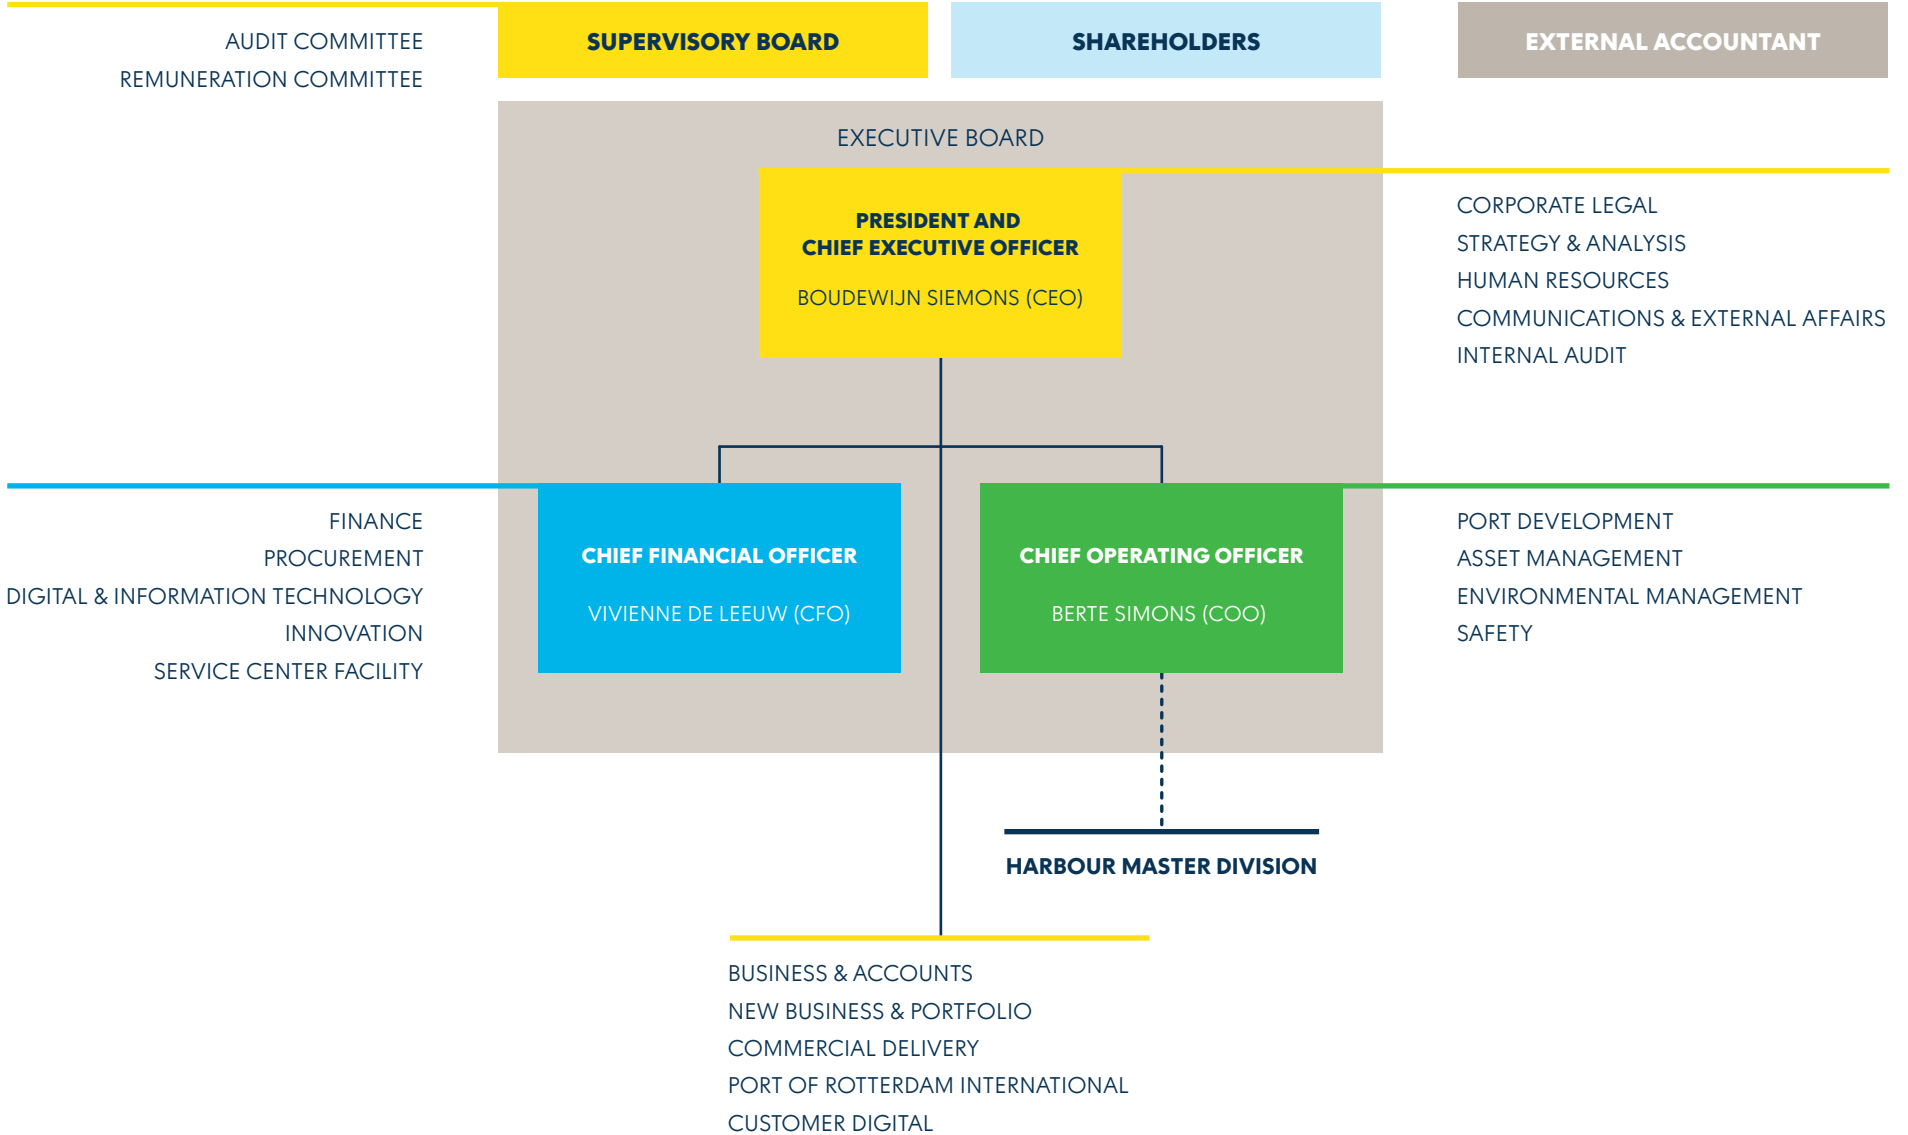 AUDIT COMMITTEE
REMUNERATION COMMITTEE
SUPERVISORY BOARD
SHAREHOLDERS
EXTERNAL ACCOUNTANT
EXECUTIVE BOARD
PRESIDENT AND
CHIEF EXECUTIVE OFFICER
BOUDEWIJN SIEMONS (CEO)
CORPORATE LEGAL
STRATEGY & ANALYSIS
HUMAN RESOURCES
COMMUNICATIONS & EXTERNAL AFFAIRS
INTERNAL AUDIT
FINANCE
PROCUREMENT
DIGITAL & INFORMATION TECHNOLOGY
INNOVATION
SERVICE CENTER FACILITY
CHIEF FINANCIAL OFFICER
VIVIENNE DE LEEUW (CFO)
CHIEF OPERATING OFFICER
BERTE SIMONS (COO)
PORT DEVELOPMENT
ASSET MANAGEMENT
ENVIRONMENTAL MANAGEMENT
SAFETY
HARBOUR MASTER DIVISION
BUSINESS & ACCOUNTS
NEW BUSINESS & PORTFOLIO
COMMERCIAL DELIVERY
PORT OF ROTTERDAM INTERNATIONAL
CUSTOMER DIGITAL